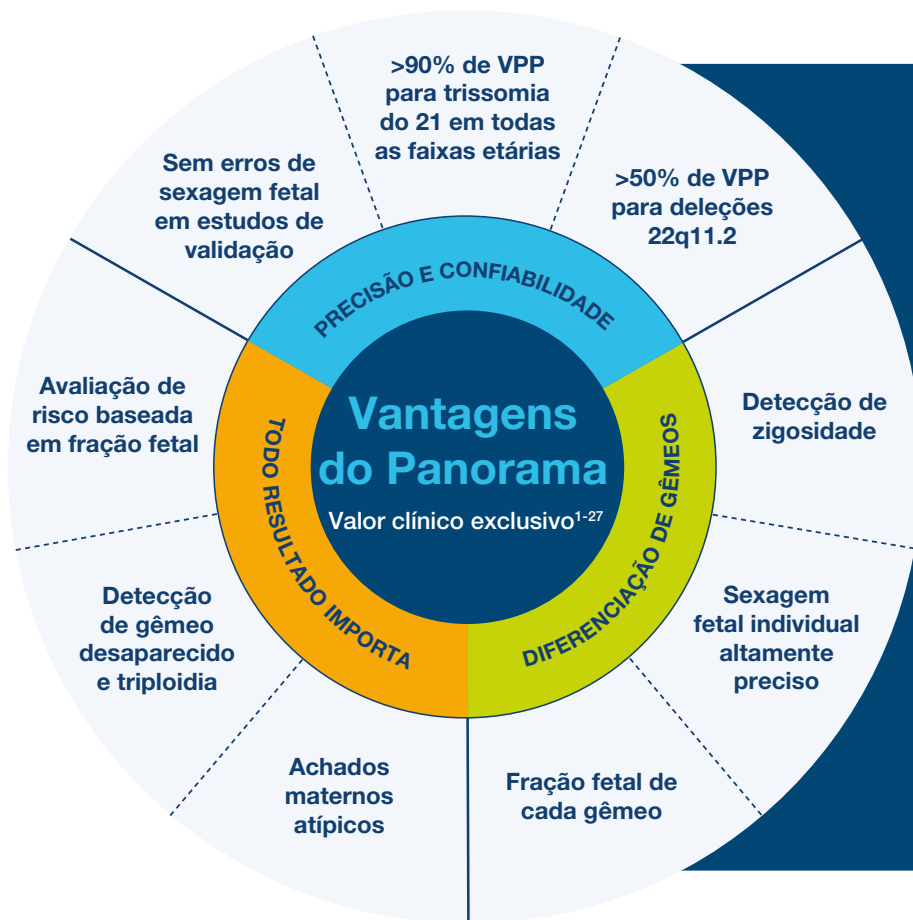 Vantagens
do Panorama
Valor clínico exclusivo1-27
PRECISÃO E CONFIABILIDADE
Sem erros de
sexagem fetal
em estudos de
validação
>90% de VPP
para trissomia
do 21 em todas
as faixas etárias
>50% de VPP
para deleções
22q11.2
DIFERENCIAÇÃO DE GÊMEOS
Detecção de
zigosidade
Sexagem
fetal individual
altamente
preciso
Fração fetal de
cada gêmeo
TODO RESULTADO IMPORTA
Achados
maternos
atípicos
Detecção
de gêmeo
desaparecido
e triploidia
Avaliação de
risco baseada
em fração fetal